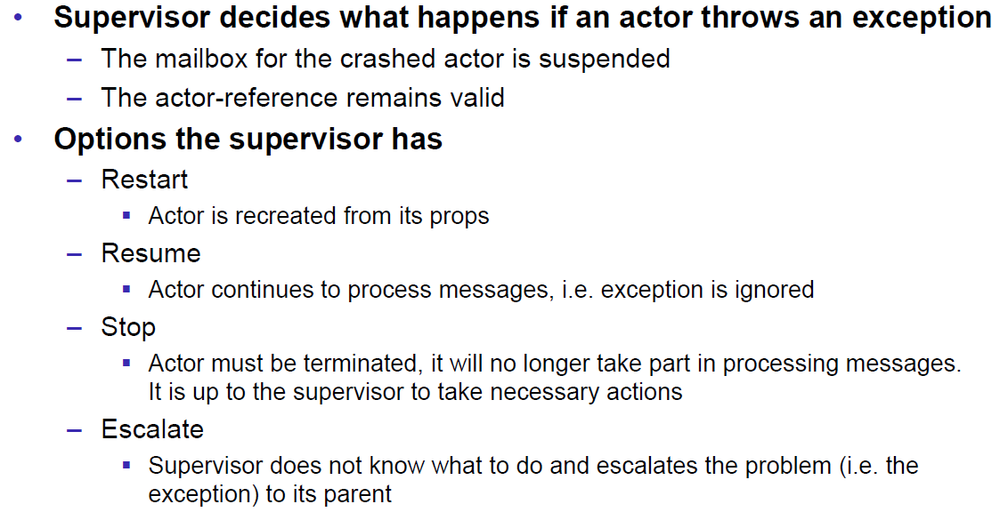 • Supervisor decides what happens if an actor throws an exception
– The mailbox for the crashed actor is suspended
– The actor-reference remains valid
• Options the supervisor has
– Restart
▪ Actor is recreated from its props
– Resume
▪ Actor continues to process messages, i.e. exception is ignored
– Stop
▪ Actor must be terminated, it will no longer take part in processing messages.
It is up to the supervisor to take necessary actions
– Escalate
▪ Supervisor does not know what to do and escalates the problem (i.e. the
exception) to its parent